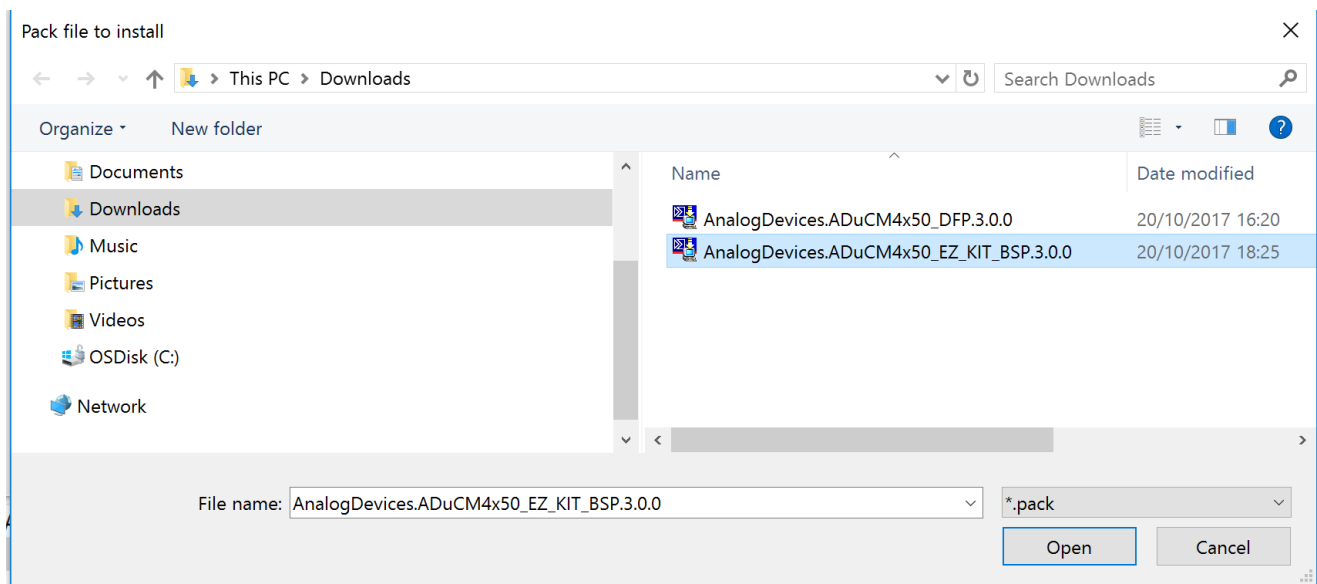 Pack file to install
This PC > Downloads
Search Downloads
Organize
New folder
Documents
Downloads
Music
Pictures
Videos
OSDisk (C:)
Network
Name Date modified
AnalogDevices.ADuCM4x50_DFP.3.0.0 20/10/2017 16:20
AnalogDevices.ADuCM4x50_EZ_KIT_BSP.3.0.0 20/10/2017 18:25
File name: AnalogDevices.ADuCM4x50_EZ_KIT_BSP.3.0.0 *.pack
Open Cancel